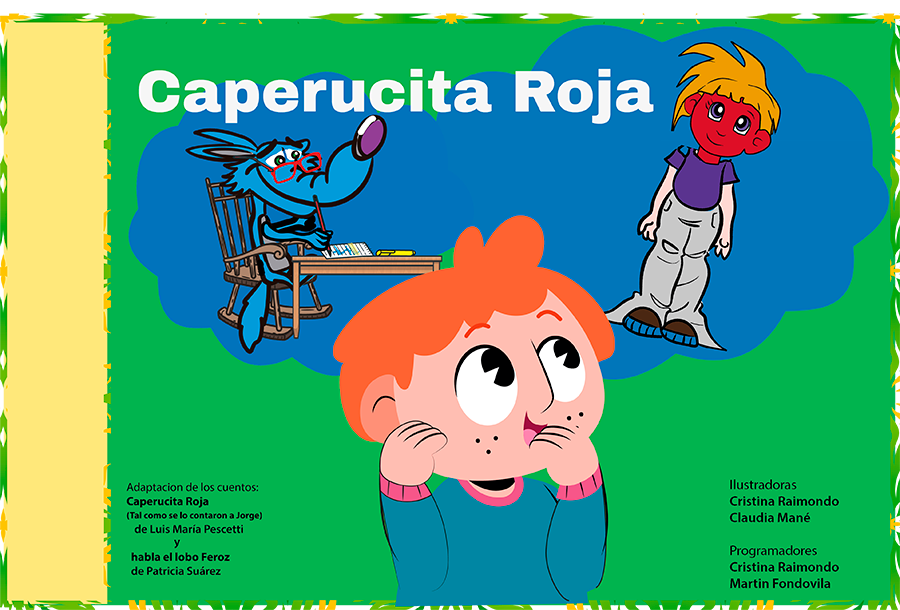 Caperucita Roja
Adaptacion de los cuentos:
Caperucita Roja
(Tal como se lo contaron a Jorge)
de Luis María Pescetti
y
habla el lobo Feroz
de Patricia Suárez
Ilustradoras
Cristina Raimondo
Claudia Mané
Programadores
Cristina Raimondo
Martin Fondovila